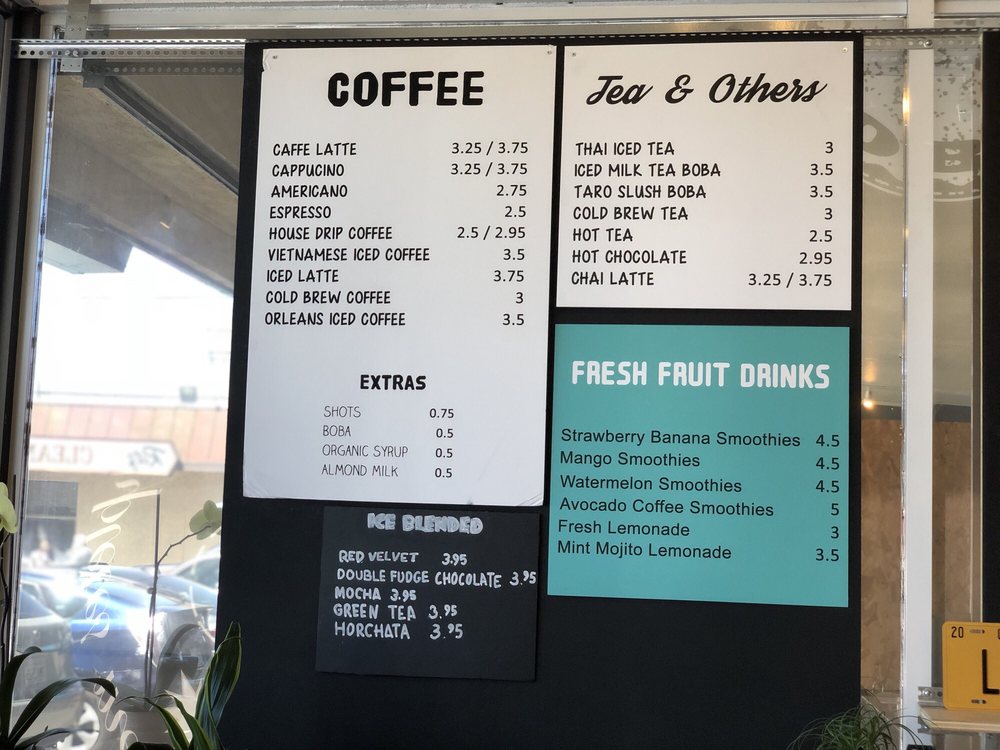 COFFEE
CAFFE LATTE 3.25 / 3.75
CAPPUCINO 3.25 / 3.75
AMERICANO 2.75
ESPRESSO 2.5
HOUSE DRIP COFFEE 2.5 / 2.95
VIETNAMESE ICED COFFEE 3.5
ICED LATTE 3.75
COLD BREW COFFEE 3
ORLEANS ICED COFFEE 3.5
EXTRAS
SHOTS 0.75
BOBA 0.5
ORGANIC SYRUP 0.5
ALMOND MILK 0.5
ICE BLENDED
RED VELVET 3.95
DOUBLE FUDGE CHOCOLATE 3.95
MOCHA 3.95
GREEN TEA 3.95
HORCHATA 3.95
Tea & Others
THAI ICED TEA 3
ICED MILK TEA BOBA 3.5
TARO SLUSH BOBA 3.5
COLD BREW TEA 3
HOT TEA 2.5
HOT CHOCOLATE 2.95
CHAI LATTE 3.25 / 3.75
FRESH FRUIT DRINKS
Strawberry Banana Smoothies 4.5
Mango Smoothies 4.5
Watermelon Smoothies 4.5
Avocado Coffee Smoothies 5
Fresh Lemonade 3
Mint Mojito Lemonade 3.5
20
L